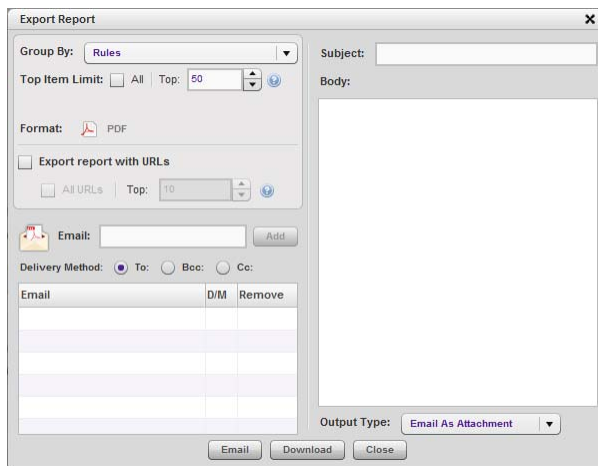 Export Report
Group By: Rules
Top Item Limit: All Top: 50
Format: PDF
Export report with URLs
All URLs Top: 10
Email: Add
Delivery Method: To: Bcc: Cc:
Email D/M Remove
Subject:
Body:
Output Type: Email As Attachment
Email Download Close